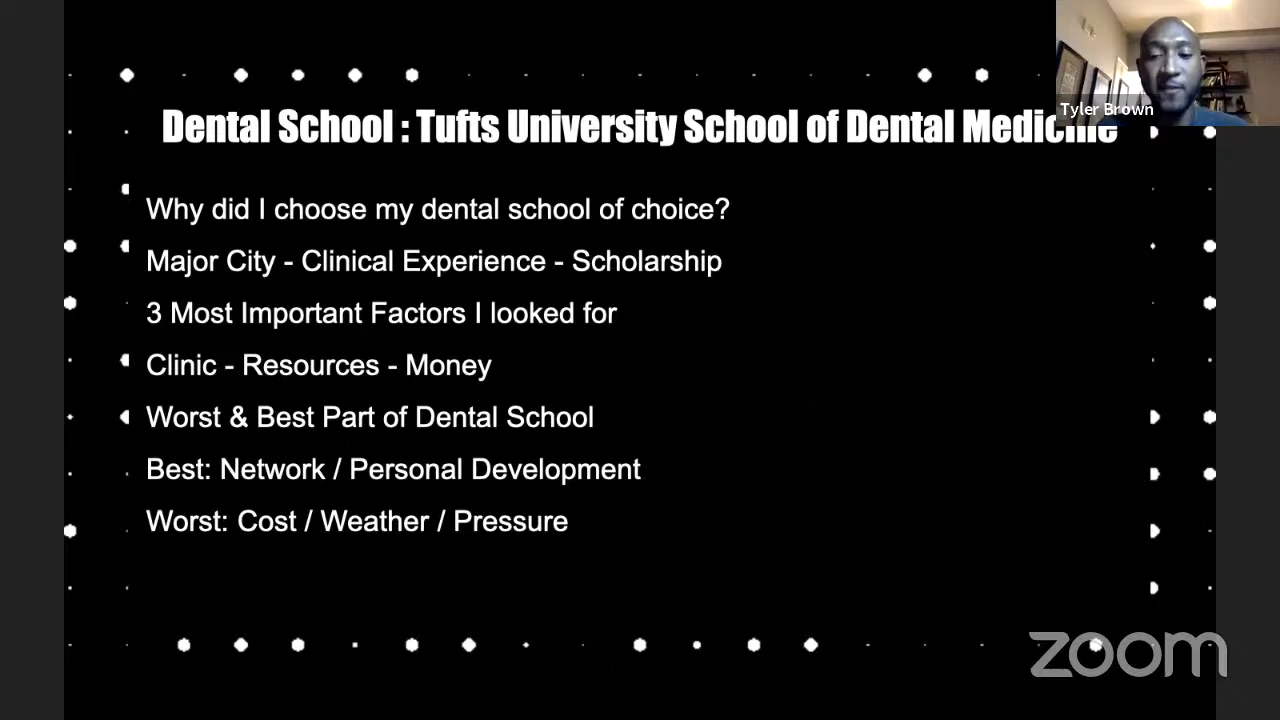 Tyler Brown
Dental School : Tufts University School of Dental Medicine
Why did I choose my dental school of choice?
Major City - Clinical Experience - Scholarship
3 Most Important Factors I looked for
Clinic - Resources - Money
Worst & Best Part of Dental School
Best: Network / Personal Development
Worst: Cost / Weather / Pressure
zoom